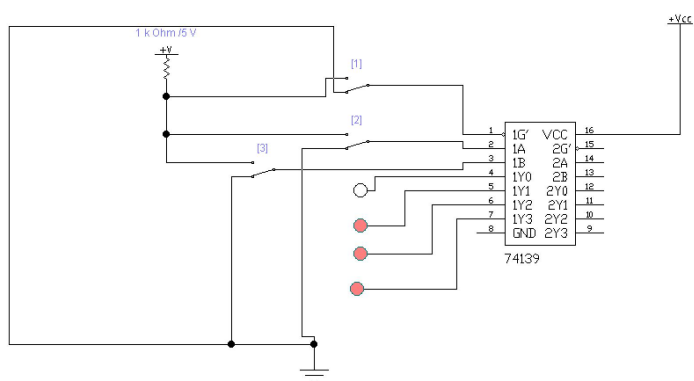 +Vcc
1 k Ohm /5 V
+V
[1]
[2]
[3]
1 1G' VCC 16
2 1A 2G' 15
3 1B 2A 14
4 1Y0 2B 13
5 1Y1 2Y0 12
6 1Y2 2Y1 11
7 1Y3 2Y2 10
8 GND 2Y3 9
74139